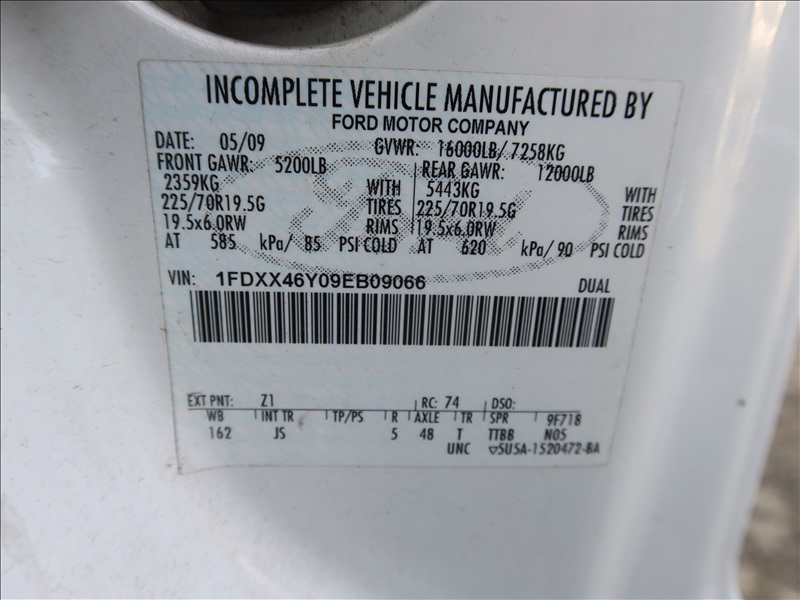 INCOMPLETE VEHICLE MANUFACTURED BY
FORD MOTOR COMPANY
DATE: 05/09 GVWR: 16000LB/ 7258KG
FRONT GAWR: 5200LB REAR GAWR: 12000LB
2359KG WITH 5443KG WITH
225/70R19.5G TIRES 225/70R19.5G TIRES
19.5x6.0RW RIMS 19.5x6.0RW RIMS
AT 585 kPa/ 85 PSI COLD AT 620 kPa/ 90 PSI COLD
VIN: 1FDXX46Y09EB09066 DUAL
EXT PNT: Z1 RC: 74 DSO:
WB INT TR TP/PS R AXLE TR SPR 9F718
162 JS 5 48 T TTBB N05
UNC 5U5A-1520472-BA